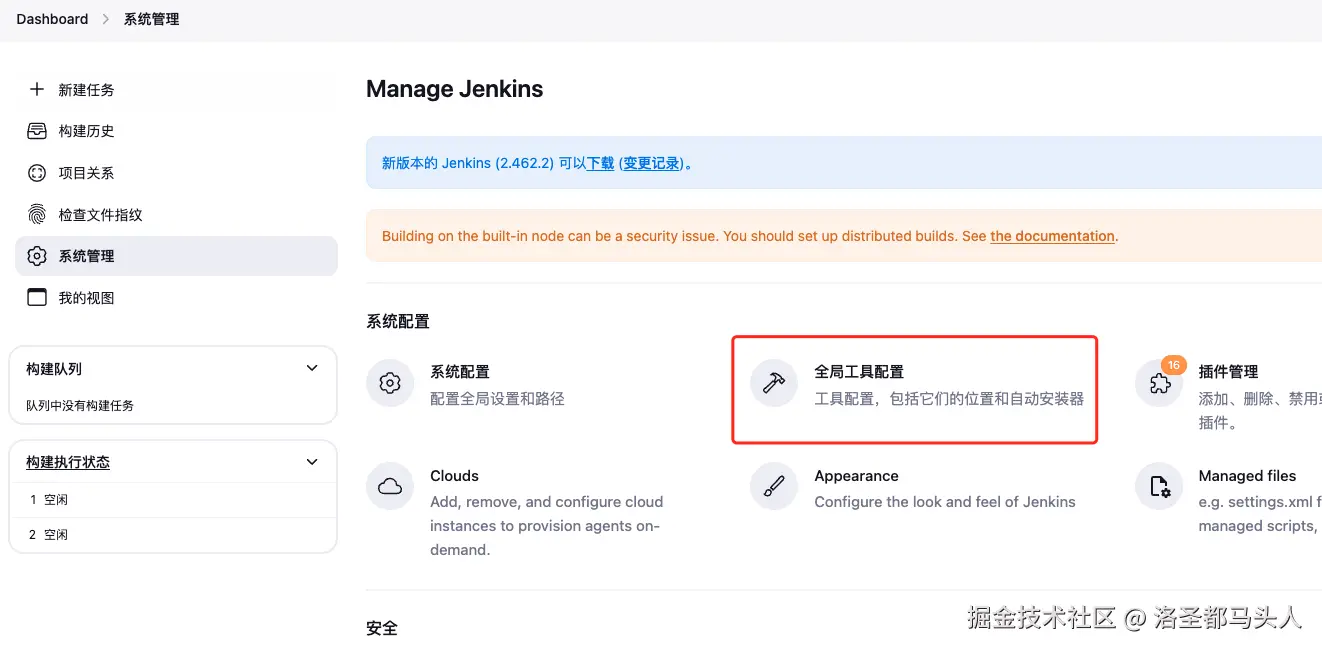 Dashboard > 系统管理
新建任务
构建历史
项目关系
检查文件指纹
系统管理
我的视图
构建队列
队列中没有构建任务
构建执行状态
1 空闲
2 空闲
Manage Jenkins
新版本的 Jenkins (2.462.2) 可以下载 (变更记录)。
Building on the built-in node can be a security issue. You should set up distributed builds. See the documentation.
系统配置
系统配置
配置全局设置和路径
全局工具配置
工具配置，包括它们的位置和自动安装器
16
插件管理
添加、删除、禁用
插件。
Clouds
Add, remove, and configure cloud
instances to provision agents on-
demand.
Appearance
Configure the look and feel of Jenkins
Managed files
e.g. settings.xml f
managed scripts,
安全
掘金技术社区 @ 洛圣都马头人